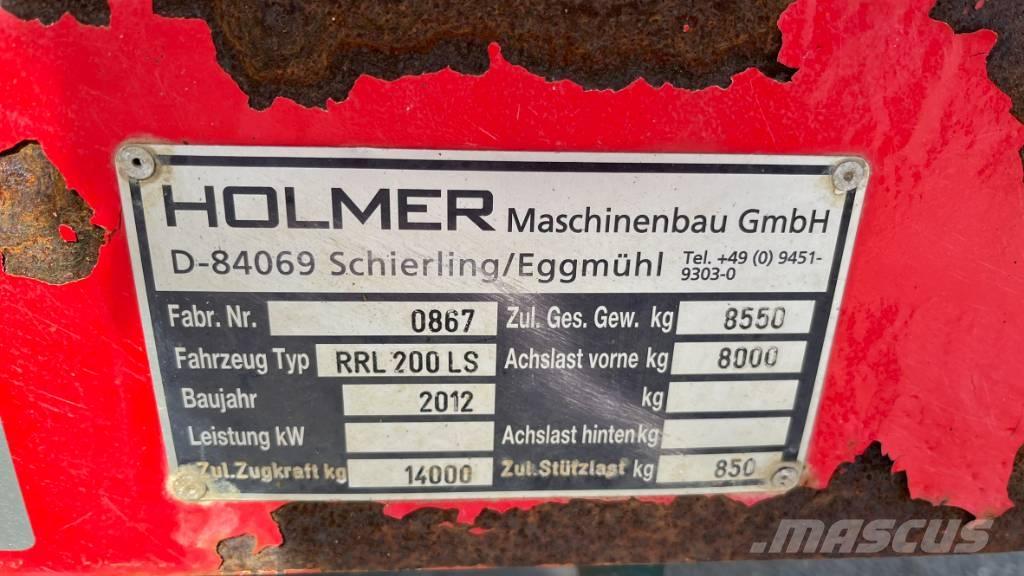 HOLMER Maschinenbau GmbH
D-84069 Schierling/Eggmühl Tel. +49 (0) 9451-
9303-0
Fabr. Nr. 0867 Zul. Ges. Gew. kg 8550
Fahrzeug Typ RRL 200 LS Achslast vorne kg 8000
Baujahr 2012 kg
Leistung kW Achslast hinten kg
Zul. Zugkraft kg 14000 Zul. Stützlast kg 850
MASCUS